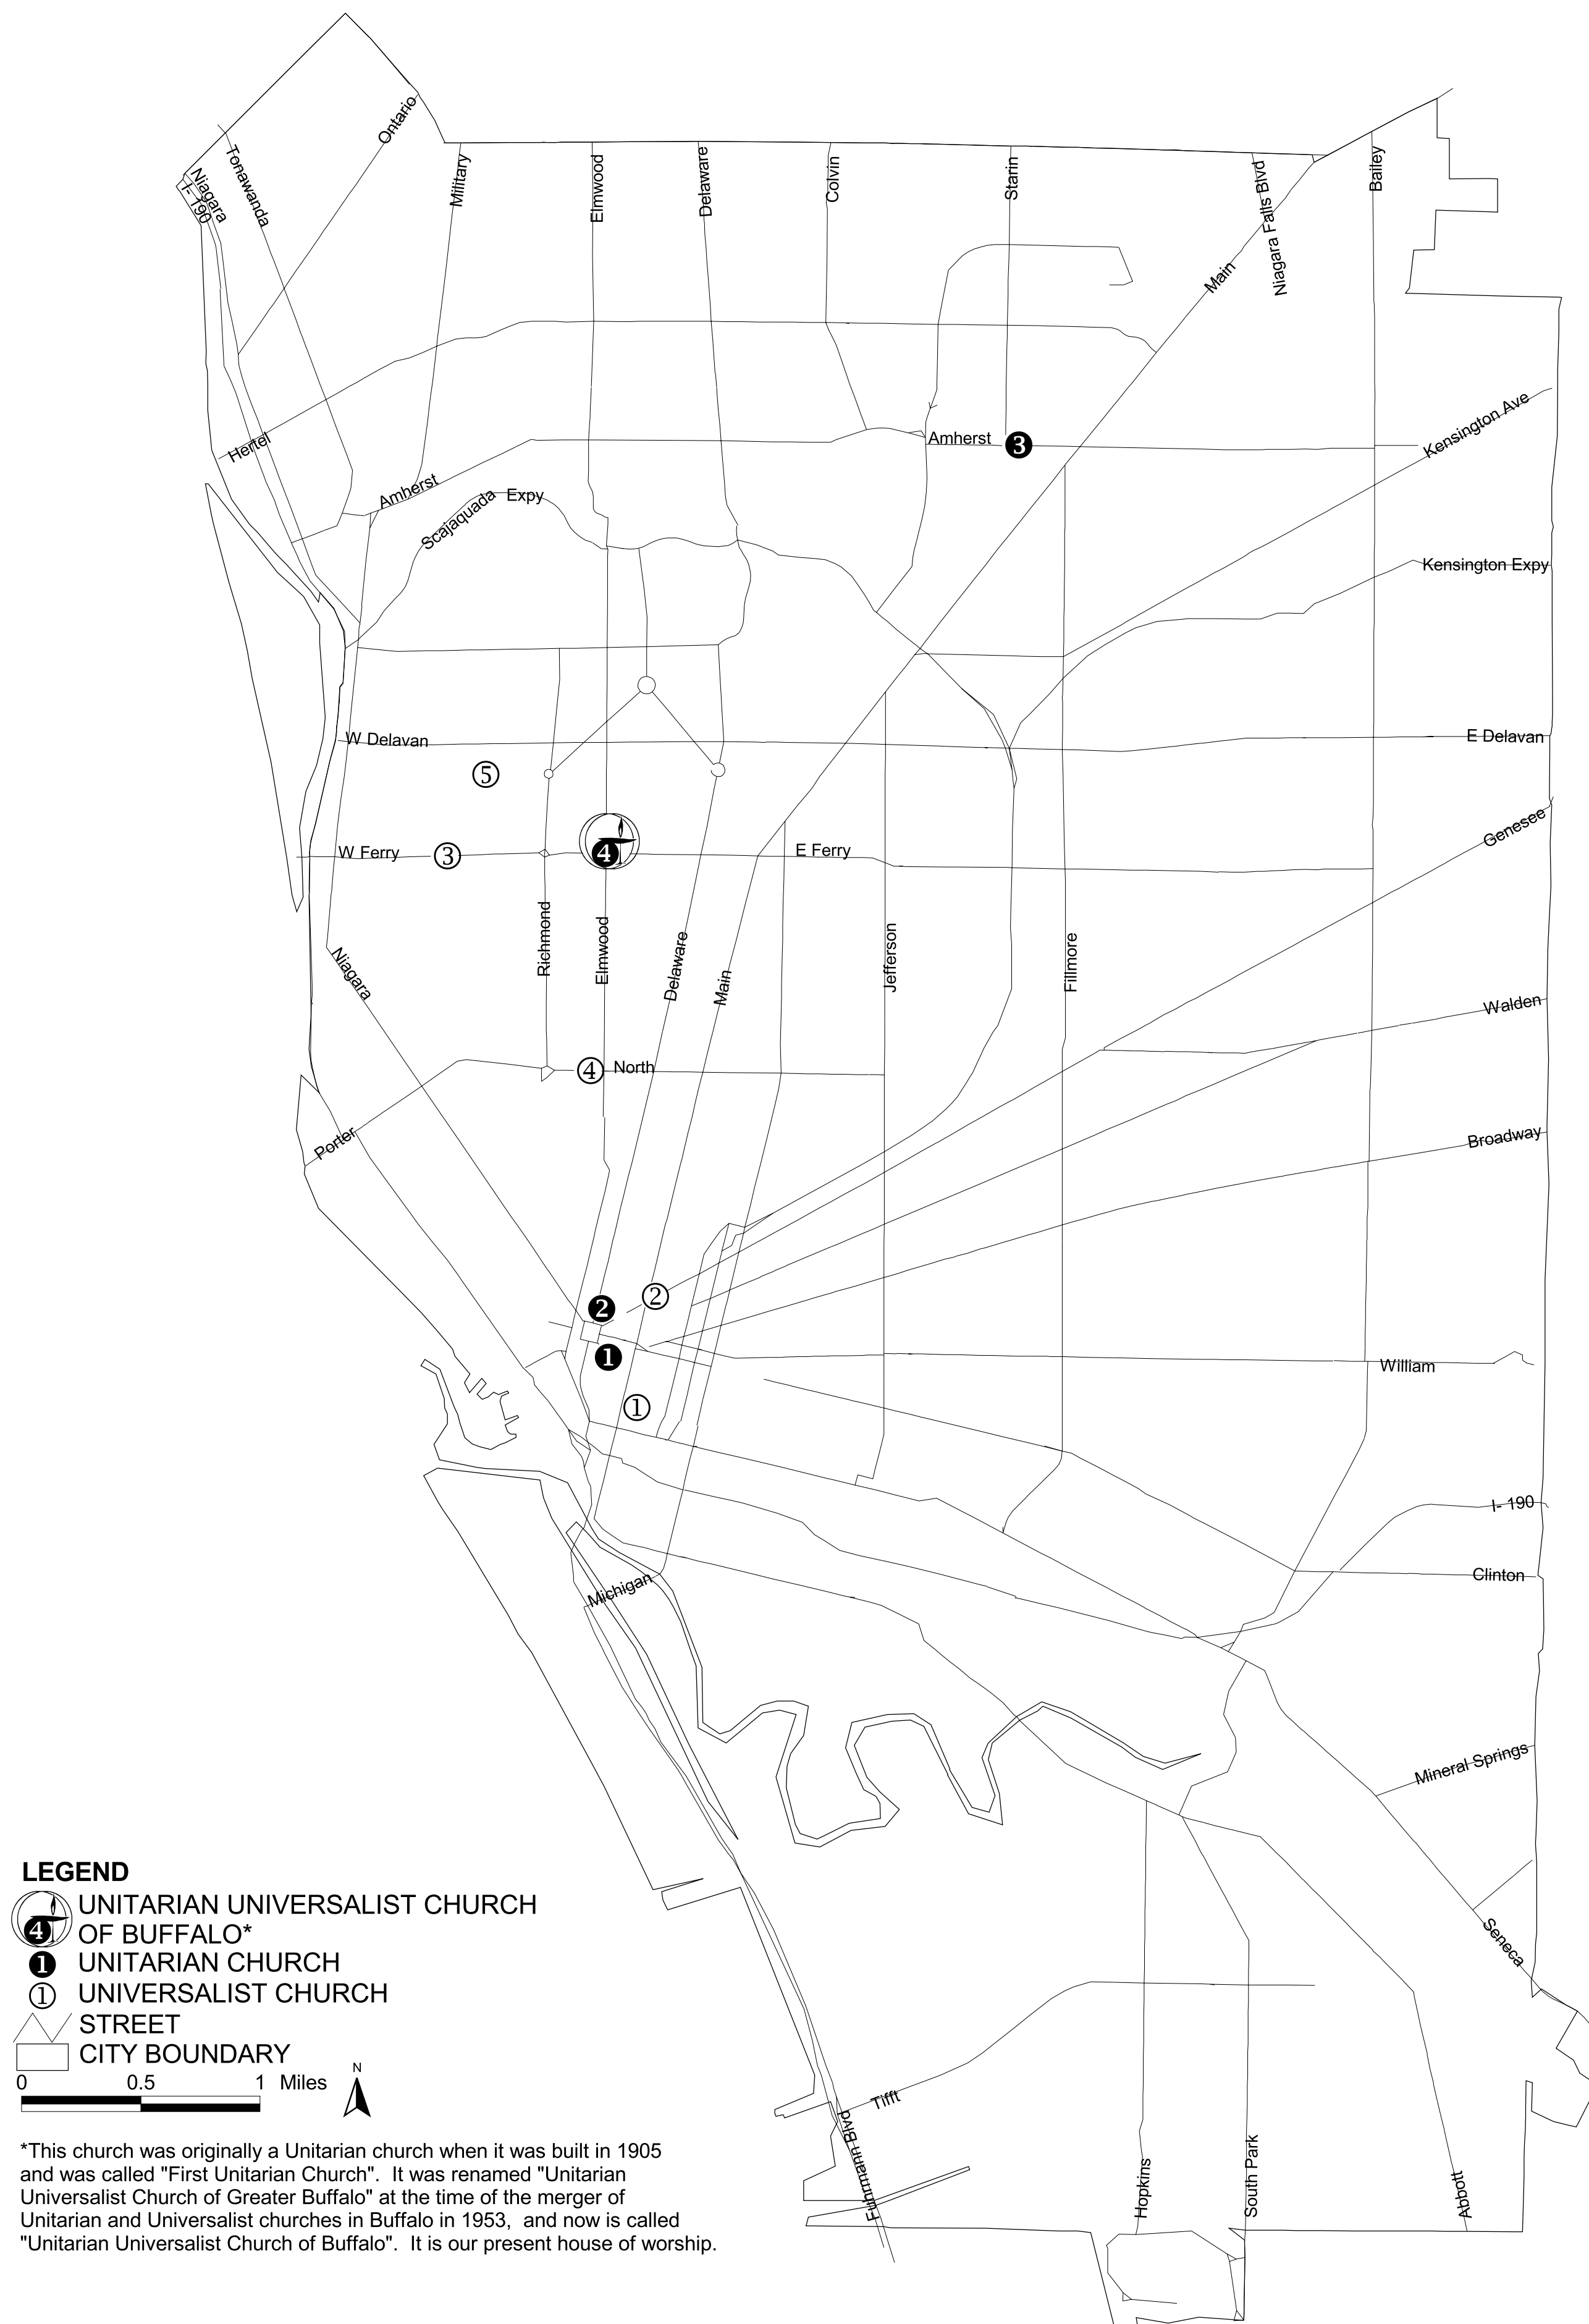 Ontario
Tonawanda
Niagara
I- 190
Military
Elmwood
Delaware
Colvin
Starin
Niagara Falls Blvd
Bailey
Main
Hertel
Amherst
3
Kensington Ave
Amherst
Scajaquada Expy
Kensington Expy
W Delavan
E Delavan
5
Genesee
W Ferry
3
4
E Ferry
Richmond
Elmwood
Delaware
Main
Jefferson
Fillmore
Niagara
Walden
4
North
Porter
Broadway
2
2
1
William
1
I- 190
Clinton
Michigan
Mineral Springs
Seneca
Tifft
Fuhrmann Blvd
Hopkins
South Park
Abbott
LEGEND
4
UNITARIAN UNIVERSALIST CHURCH
OF BUFFALO*
1 UNITARIAN CHURCH
1 UNIVERSALIST CHURCH
STREET
CITY BOUNDARY
0 0.5 1 Miles
N
*This church was originally a Unitarian church when it was built in 1905
and was called "First Unitarian Church". It was renamed "Unitarian
Universalist Church of Greater Buffalo" at the time of the merger of
Unitarian and Universalist churches in Buffalo in 1953, and now is called
"Unitarian Universalist Church of Buffalo". It is our present house of worship.